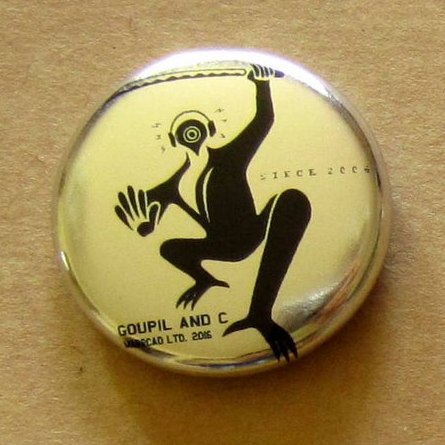 SINCE 2006
GOUPIL AND C
LTD. 2016